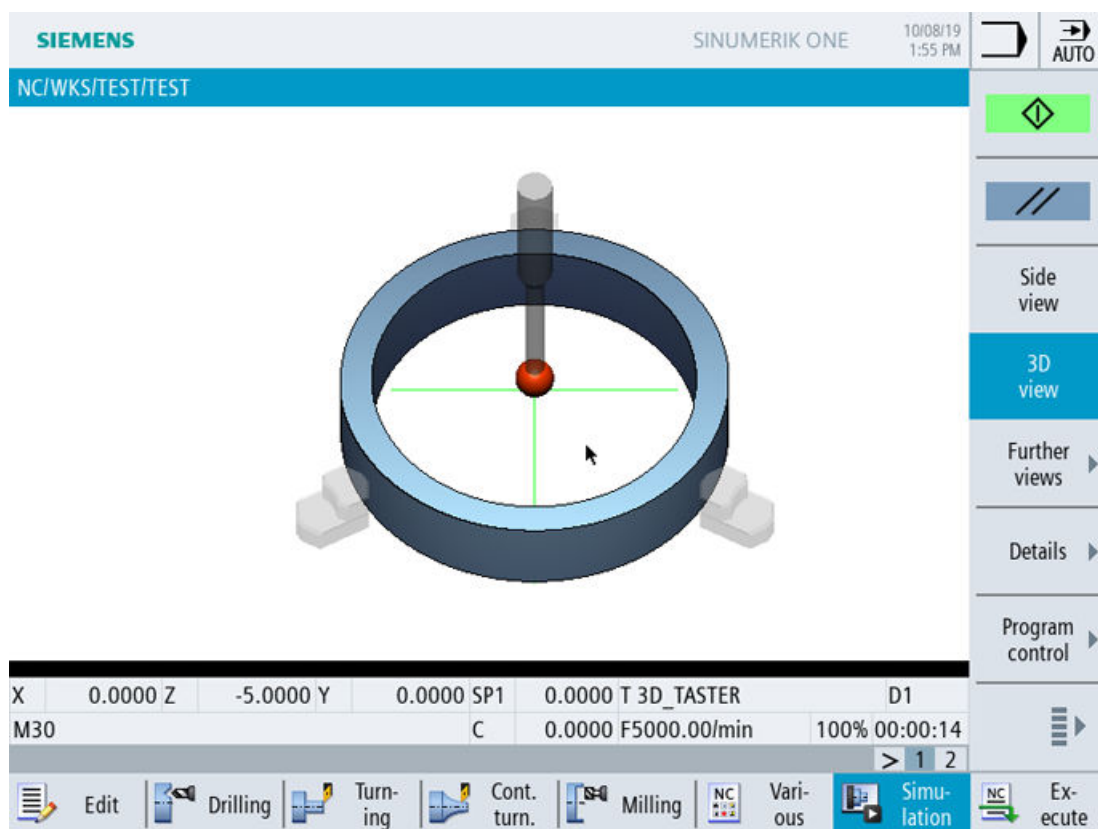 SIEMENS
SINUMERIK ONE
10/08/19
1:55 PM
AUTO
NC/WKS/TEST/TEST
Side
view
3D
view
Further
views
Details
Program
control
X 0.0000 Z -5.0000 Y 0.0000 SP1 0.0000 T 3D_TASTER D1
M30 C 0.0000 F5000.00/min 100% 00:00:14
> 1 2
Edit
Drilling
Turn-
ing
Cont.
turn.
Milling
NC
Vari-
ous
Simu-
lation
NC
Ex-
ecute